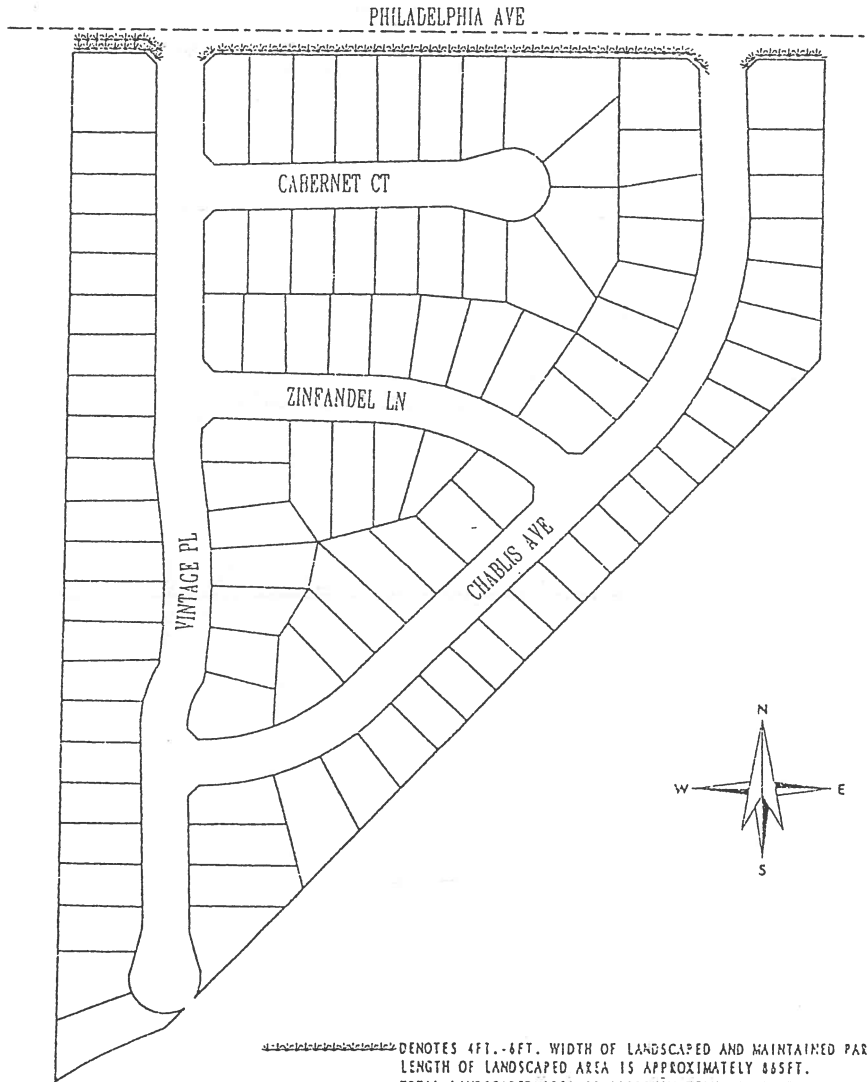 PHILADELPHIA AVE
CABERNET CT
ZINFANDEL LN
VINTAGE PL
CHABLIS AVE
N
W E
S
DENOTES 4FT.-6FT. WIDTH OF LANDSCAPED AND MAINTAINED PAR
LENGTH OF LANDSCAPED AREA IS APPROXIMATELY 865FT.